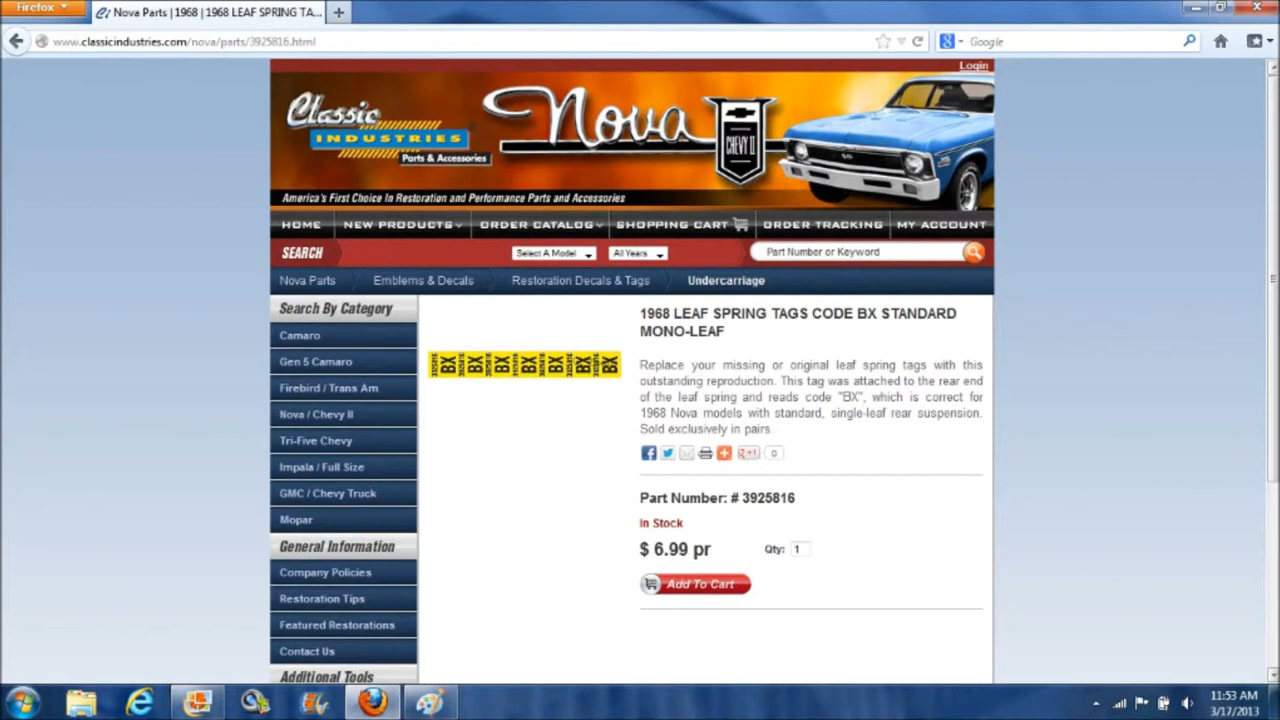 Firefox
Nova Parts | 1968 | 1968 LEAF SPRING TA...
www.classicindustries.com/nova/parts/3925816.html
Google
Login
Classic
INDUSTRIES
Parts & Accessories
Nova
CHEVY II
America's First Choice In Restoration and Performance Parts and Accessories
HOME NEW PRODUCTS ORDER CATALOG SHOPPING CART ORDER TRACKING MY ACCOUNT
SEARCH Select A Model All Years Part Number or Keyword
Nova Parts Emblems & Decals Restoration Decals & Tags Undercarriage
Search By Category
Camaro
Gen 5 Camaro
Firebird / Trans Am
Nova / Chevy II
Tri-Five Chevy
Impala / Full Size
GMC / Chevy Truck
Mopar
General Information
Company Policies
Restoration Tips
Featured Restorations
Contact Us
Additional Tools
3925816 BX 3925816 BX 3925816 BX 3925816 BX 3925816 BX 3925816 BX 3925816 BX
1968 LEAF SPRING TAGS CODE BX STANDARD
MONO-LEAF
Replace your missing or original leaf spring tags with this
outstanding reproduction. This tag was attached to the rear end
of the leaf spring and reads code "BX", which is correct for
1968 Nova models with standard, single-leaf rear suspension.
Sold exclusively in pairs.
+1 0
Part Number: # 3925816
In Stock
$ 6.99 pr Qty: 1
Add To Cart
11:53 AM
3/17/2013